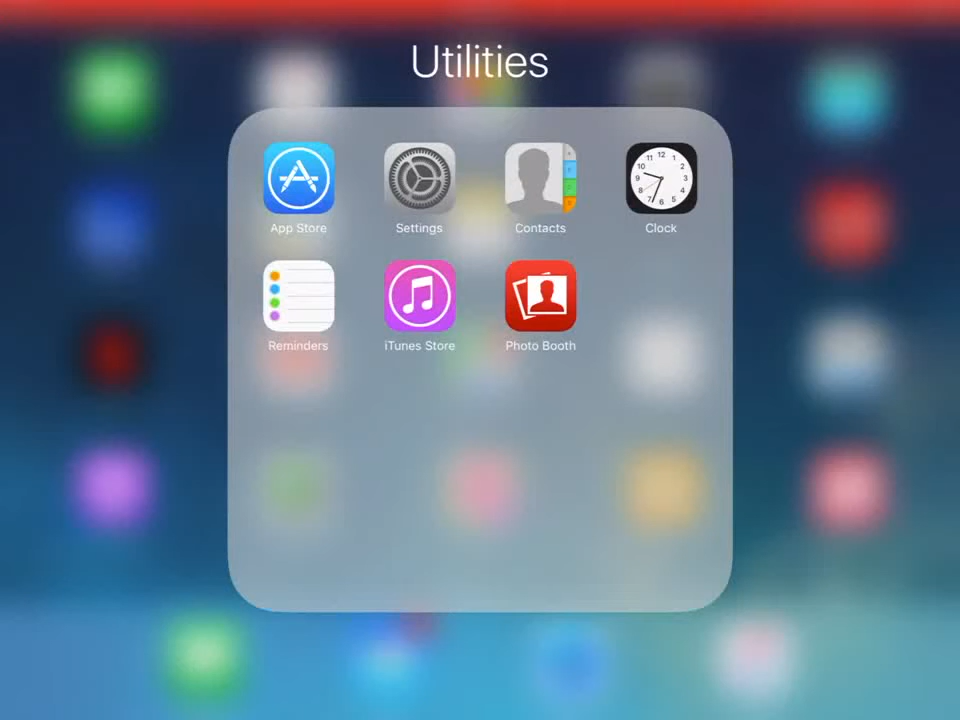 Utilities
App Store
Settings
Contacts
Clock
Reminders
iTunes Store
Photo Booth